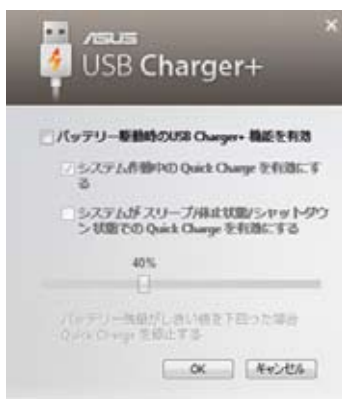 ASUS
USB Charger+
バッテリー駆動時のUSB Charger+ 機能を有効
システム作動中の Quick Charge を有効にす
る
システムが スリープ/休止状態/シャットダウ
ン 状態での Quick Charge を有効にする
40%
バッテリー残量がしきい値を下回った場合
Quick Charge を停止する
OK
キャンセル